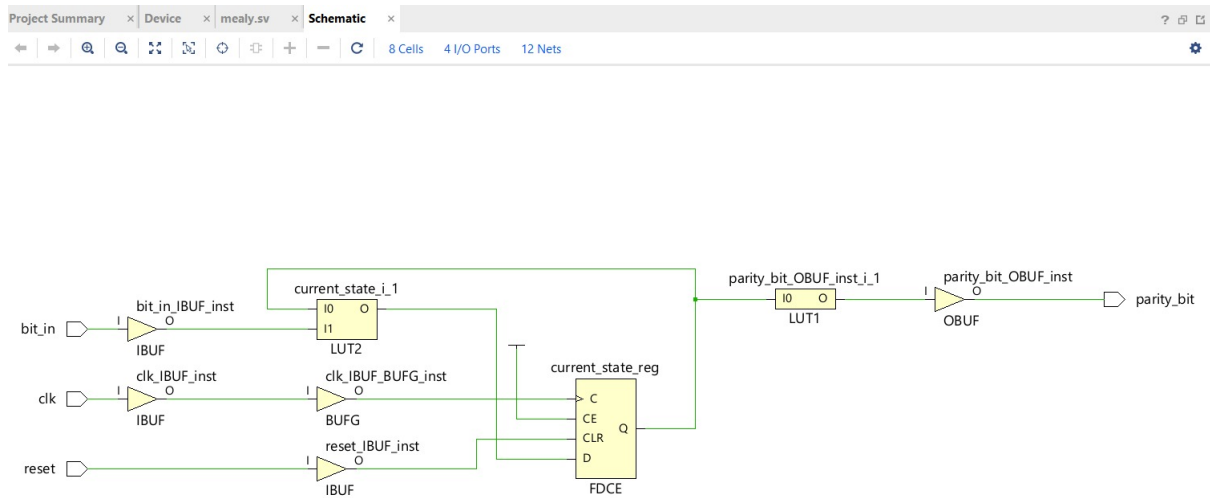 Project Summary × Device × mealy.sv × Schematic × ?
8 Cells 4 I/O Ports 12 Nets
parity_bit_OBUF_inst_i_1 parity_bit_OBUF_inst
current_state_i_1
I0 O I O
bit_in_IBUF_inst
I0 O parity_bit
I O LUT1
I1 OBUF
bit_in
LUT2
IBUF
current_state_reg
clk_IBUF_inst clk_IBUF_BUFG_inst
I O I O
clk C
IBUF BUFG CE
Q
CLR
reset_IBUF_inst
I O D
reset
IBUF FDCE